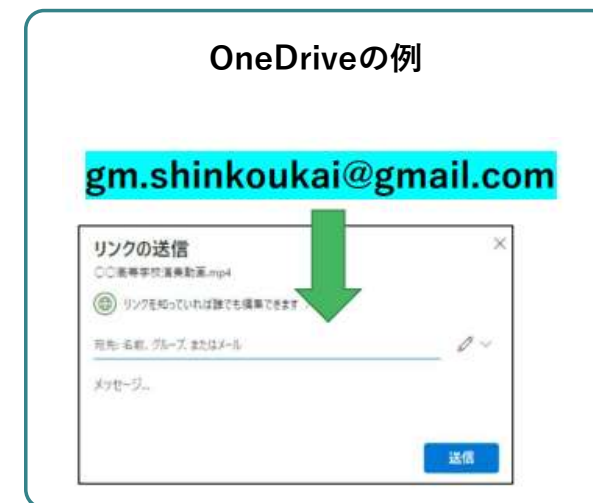 OneDriveの例
gm.shinkoukai@gmail.com
リンクの送信
〇〇高等学校演奏動画.mp4
リンクを知っていれば誰でも編集できます
宛先: 名前、グループ、またはメール
メッセージ...
送信